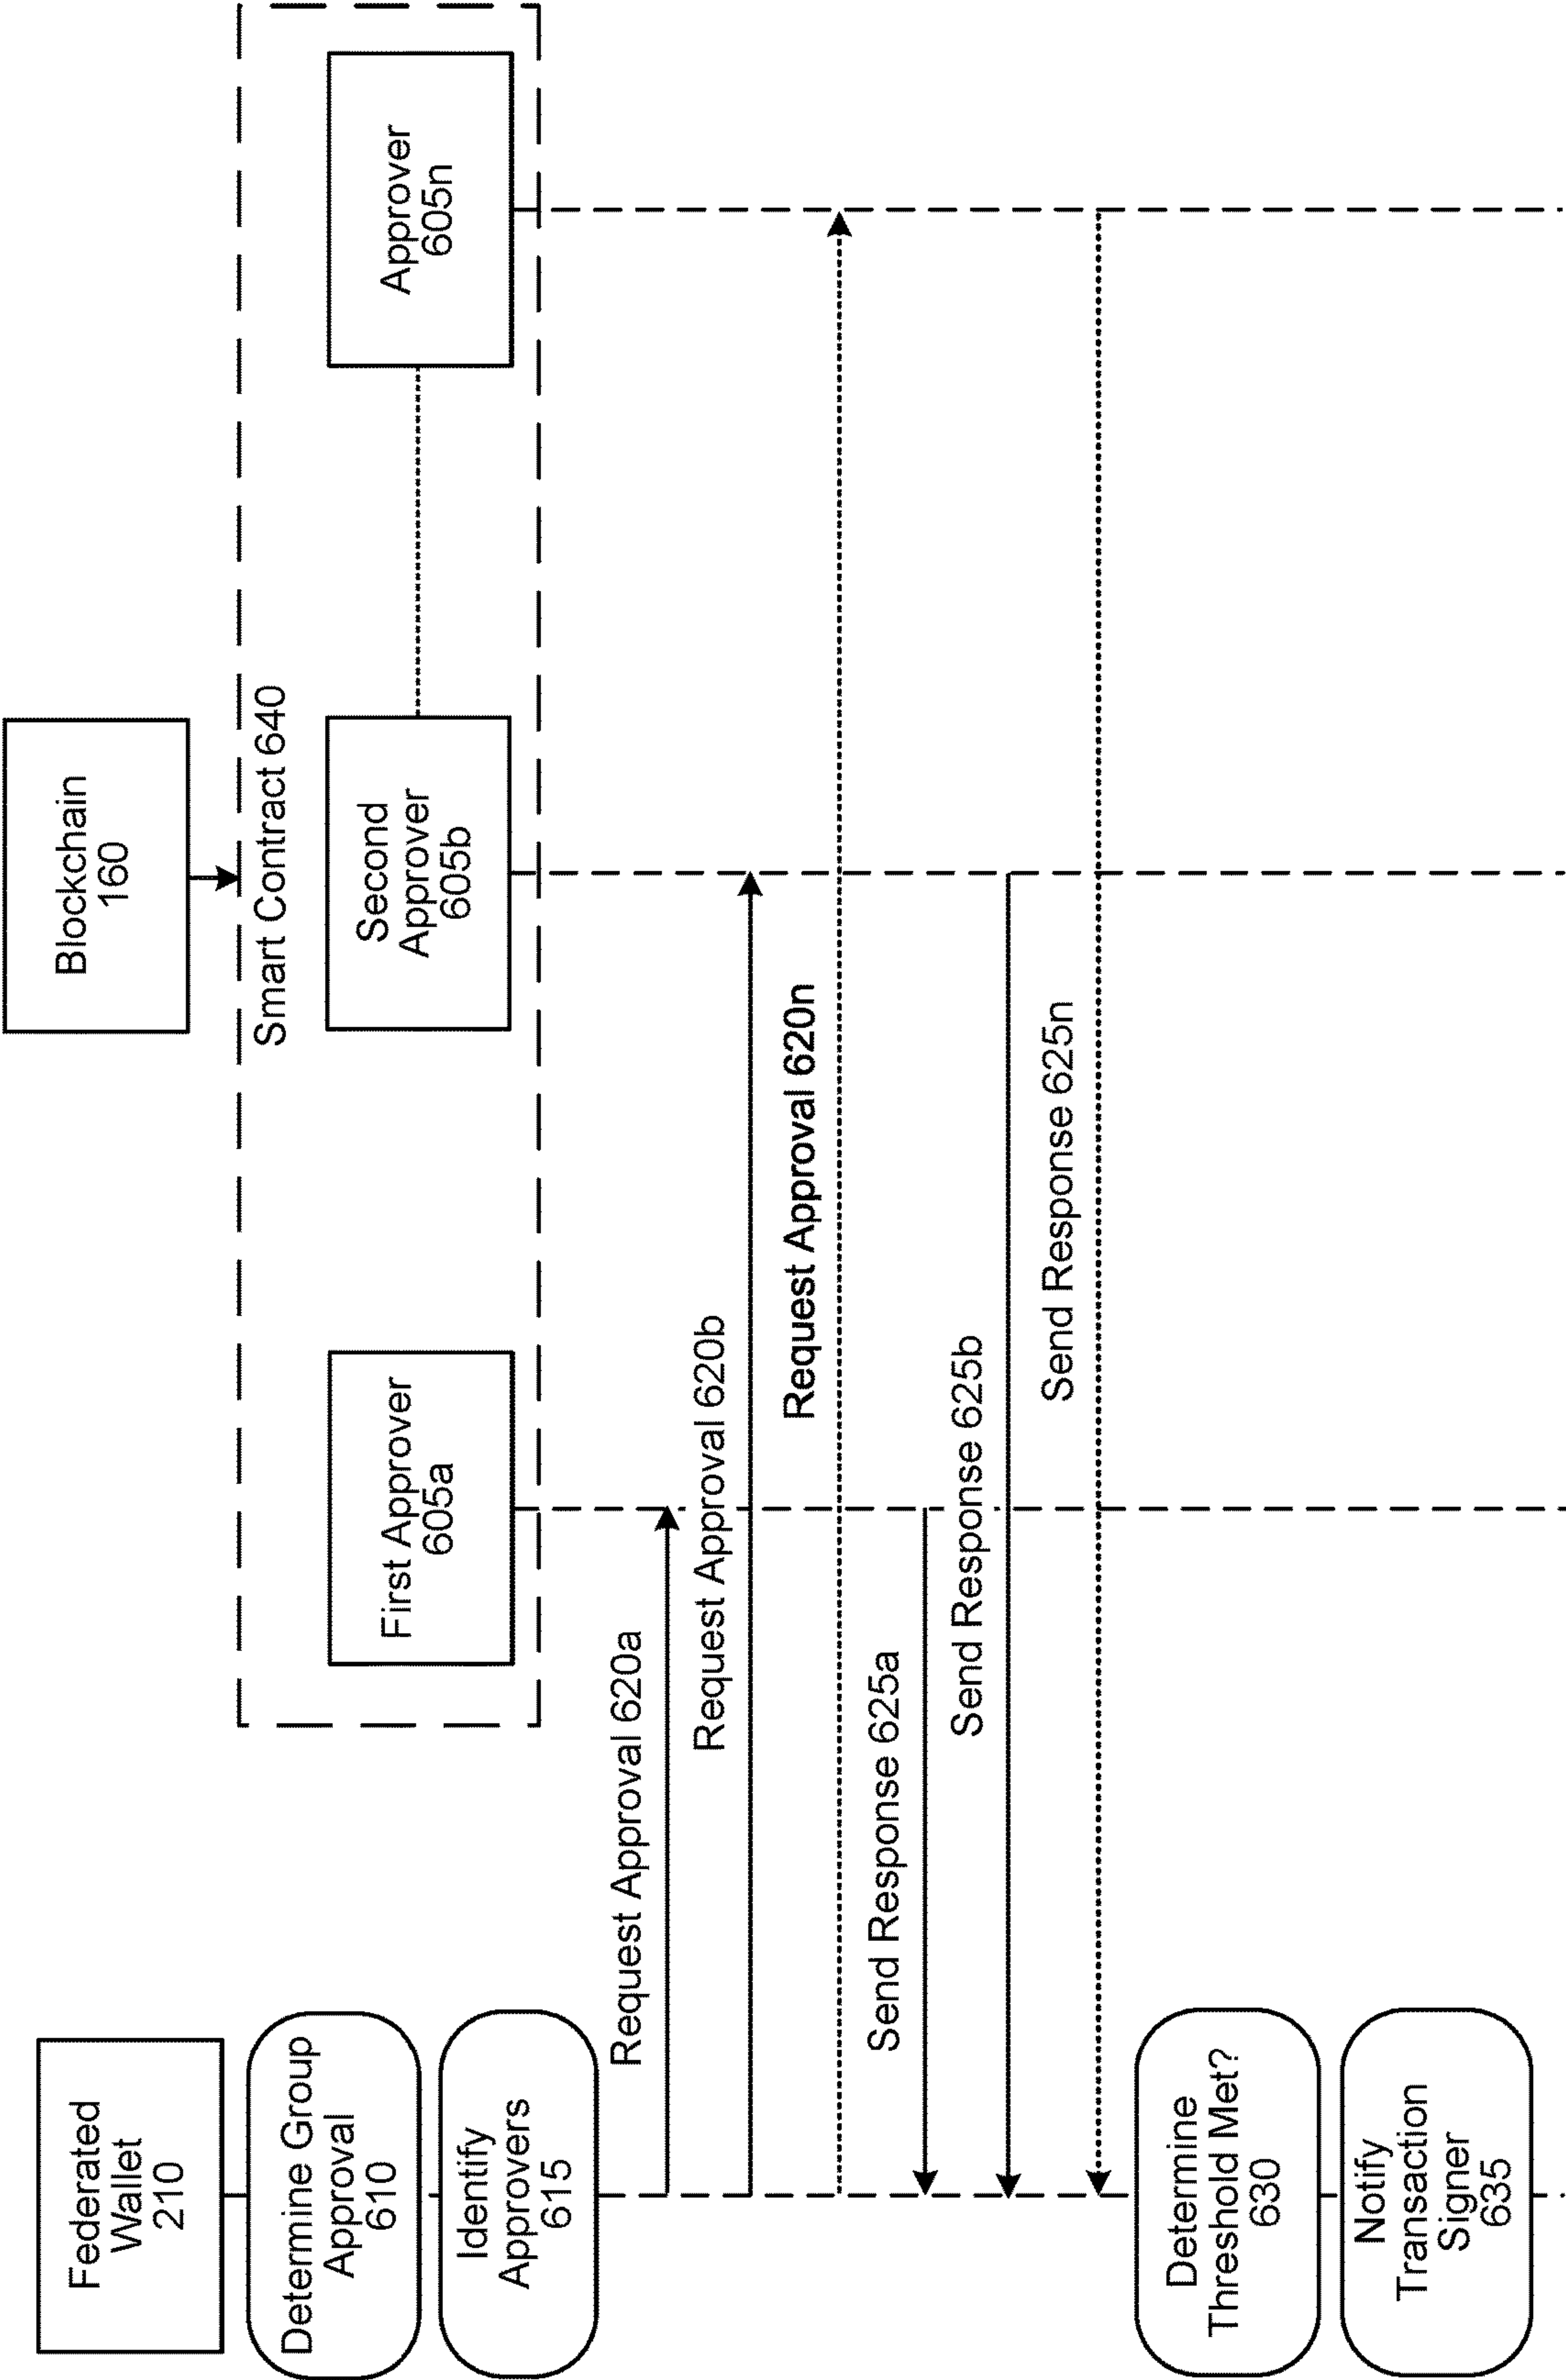 Blockchain
160
Federated
Wallet
210
Smart Contract 640
First Approver
605a
Second
Approver
605b
Approver
605n
Determine Group
Approval
610
Identify
Approvers
615
Request Approval 620a
Request Approval 620b
Request Approval 620n
Send Response 625a
Send Response 625b
Send Response 625n
Determine
Threshold Met?
630
Notify
Transaction
Signer
635